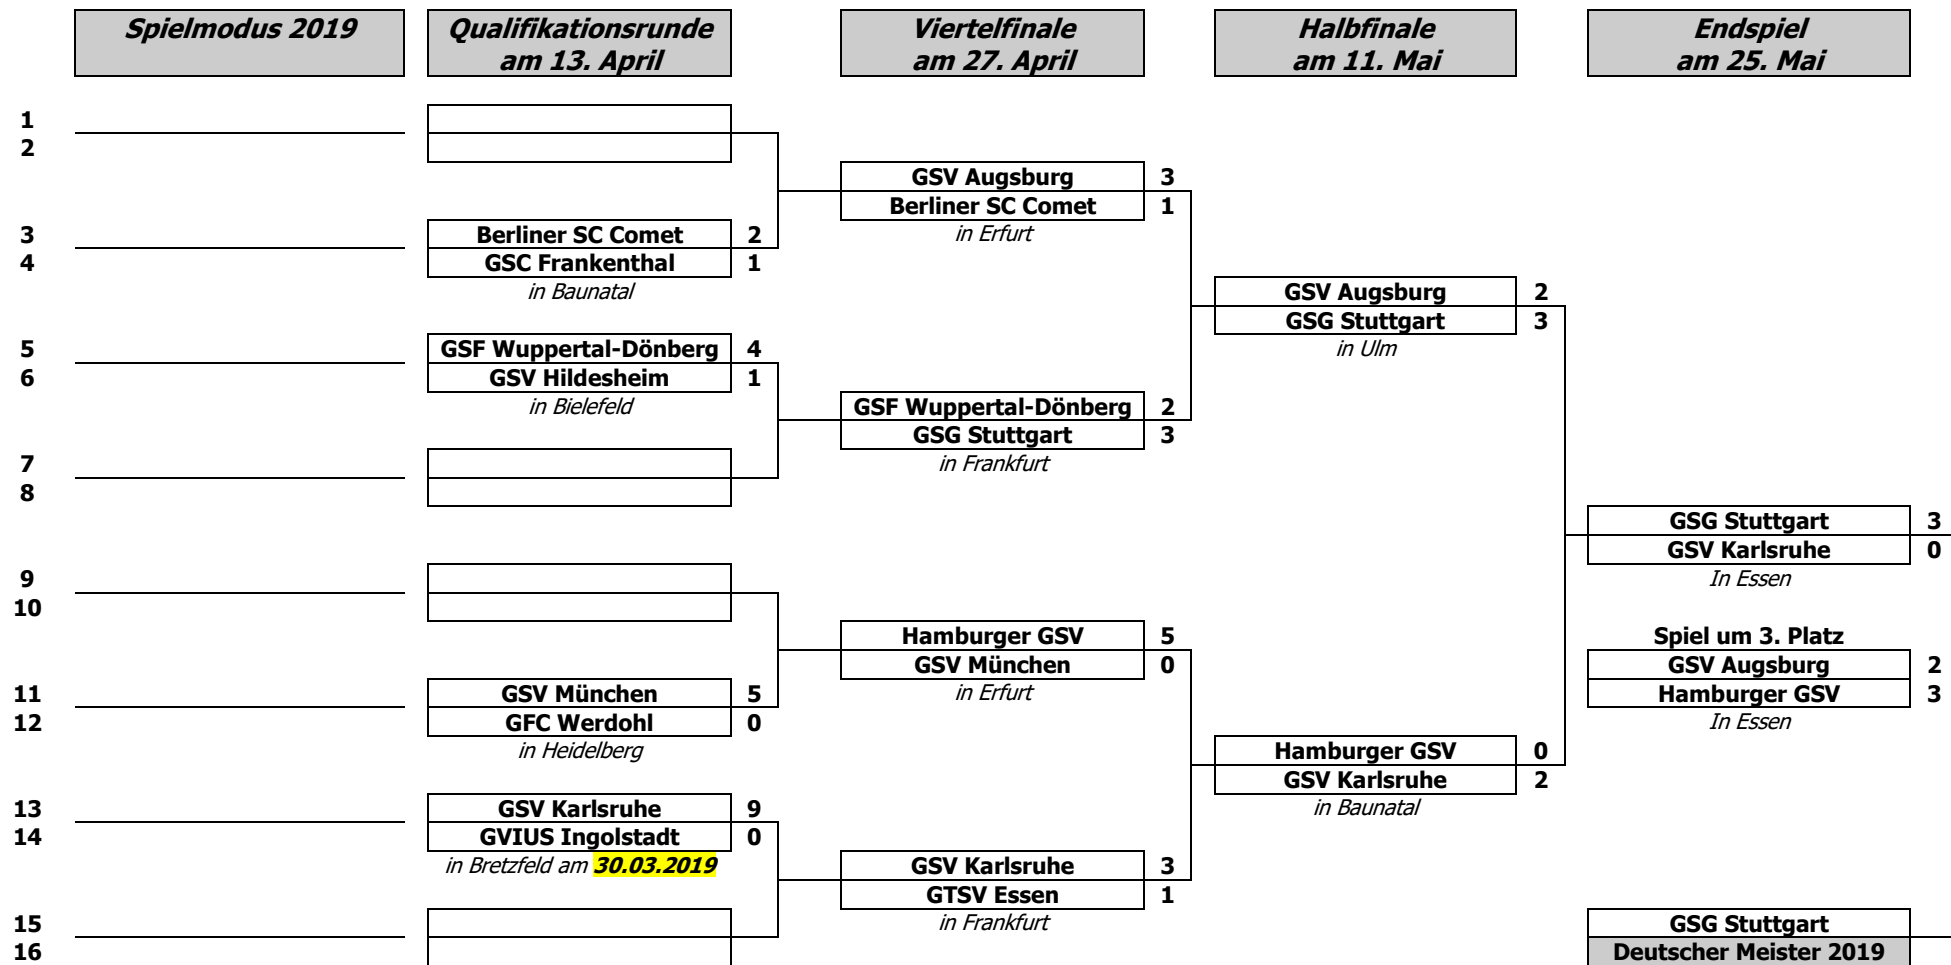 Spielmodus 2019
Qualifikationsrunde
am 13. April
Viertelfinale
am 27. April
Halbfinale
am 11. Mai
Endspiel
am 25. Mai
1
2
3
4
5
6
7
8
9
10
11
12
13
14
15
16
Berliner SC Comet 2
GSC Frankenthal 1
in Baunatal
GSF Wuppertal-Dönberg 4
GSV Hildesheim 1
in Bielefeld
GSV München 5
GFC Werdohl 0
in Heidelberg
GSV Karlsruhe 9
GVIUS Ingolstadt 0
in Bretzfeld am 30.03.2019
GSV Augsburg 3
Berliner SC Comet 1
in Erfurt
GSF Wuppertal-Dönberg 2
GSG Stuttgart 3
in Frankfurt
Hamburger GSV 5
GSV München 0
in Erfurt
GSV Karlsruhe 3
GTSV Essen 1
in Frankfurt
GSV Augsburg 2
GSG Stuttgart 3
in Ulm
Hamburger GSV 0
GSV Karlsruhe 2
in Baunatal
GSG Stuttgart 3
GSV Karlsruhe 0
In Essen
Spiel um 3. Platz
GSV Augsburg 2
Hamburger GSV 3
In Essen
GSG Stuttgart
Deutscher Meister 2019